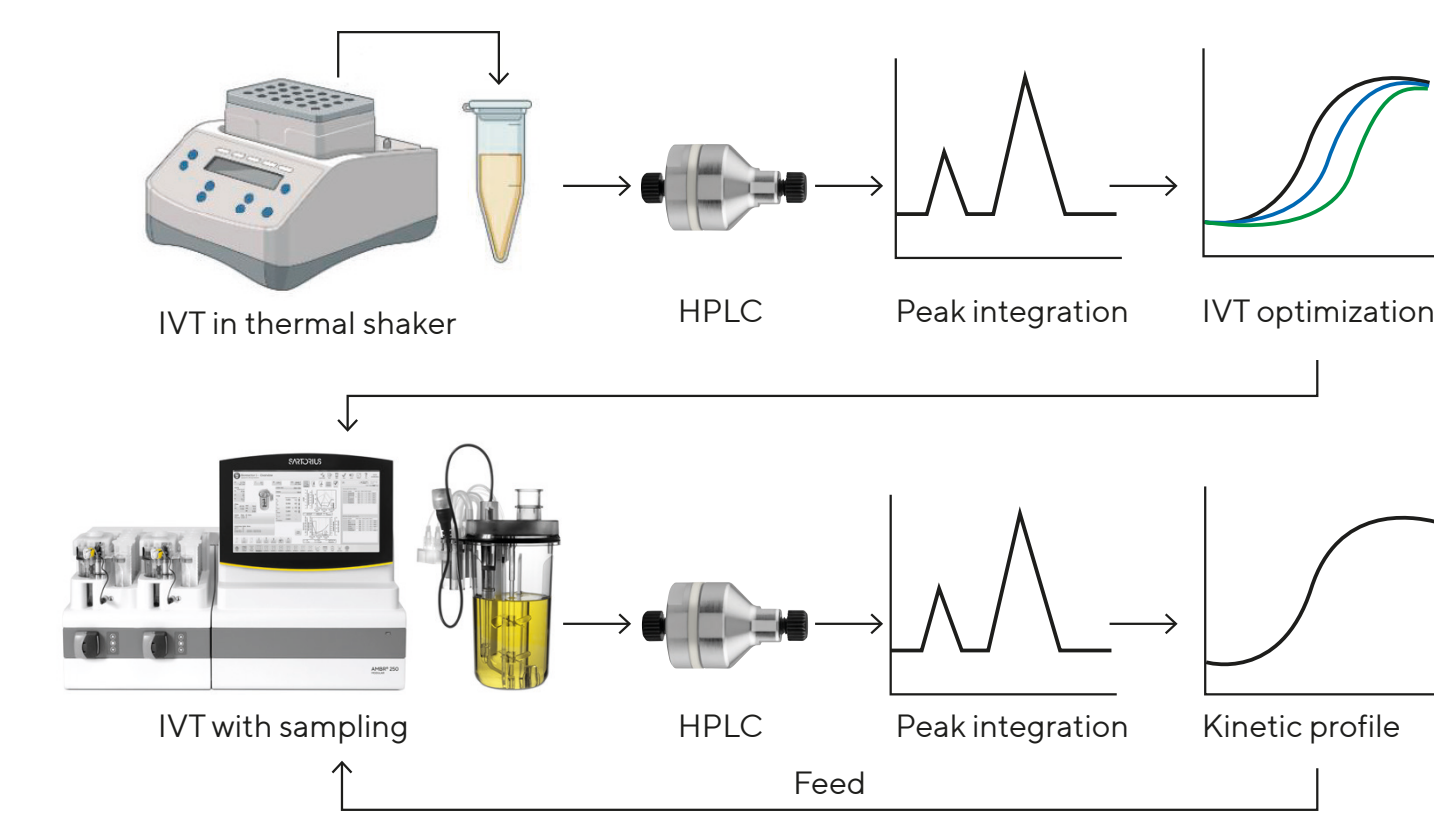 IVT in thermal shaker
HPLC
Peak integration
IVT optimization
SARTORIUS
AMBR® 250
IVT with sampling
HPLC
Peak integration
Kinetic profile
Feed